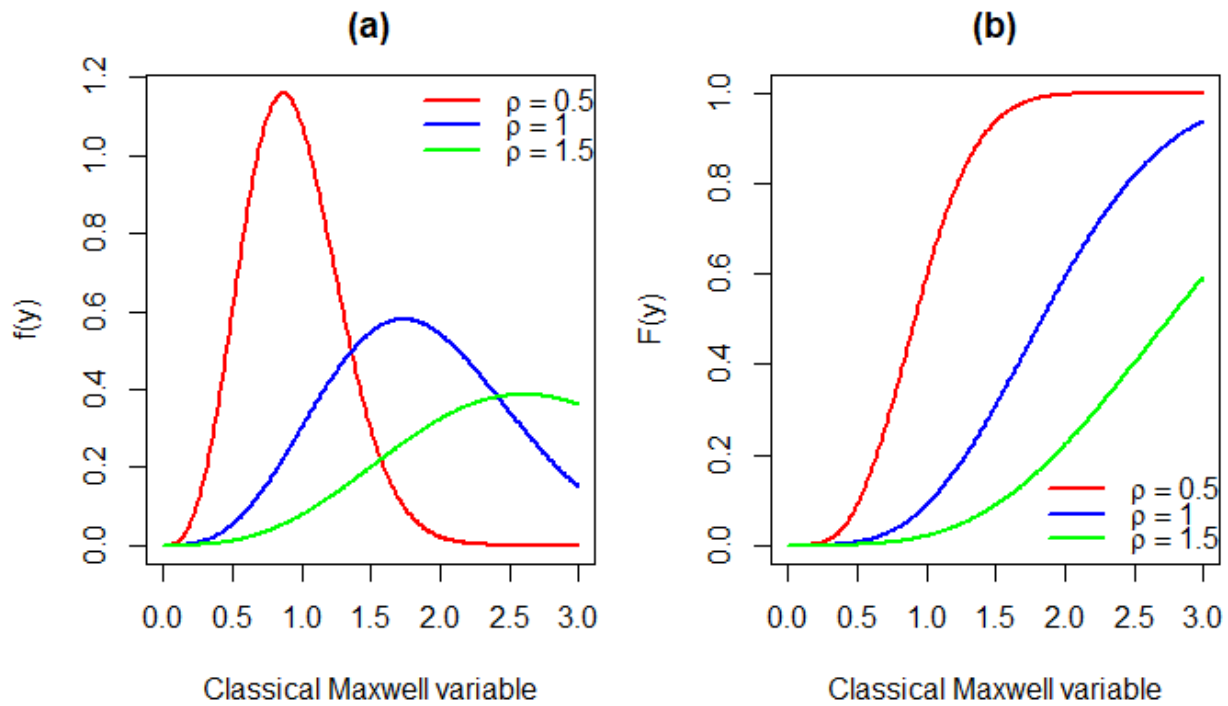 (a)
f(y)
0.0 0.2 0.4 0.6 0.8 1.0 1.2
ρ = 0.5
ρ = 1
ρ = 1.5
0.0 0.5 1.0 1.5 2.0 2.5 3.0
Classical Maxwell variable
(b)
F(y)
0.0 0.2 0.4 0.6 0.8 1.0
ρ = 0.5
ρ = 1
ρ = 1.5
0.0 0.5 1.0 1.5 2.0 2.5 3.0
Classical Maxwell variable